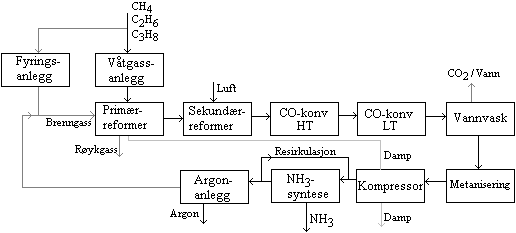 CH4
C2H6
C3H8
Fyrings-
anlegg
Våtgass-
anlegg
Luft
CO2/Vann
Brenngass
Primær-
reformer
Sekundær-
reformer
CO-konv
HT
CO-konv
LT
Vannvask
Røykgass
Resirkulasjon
Damp
Argon-
anlegg
NH3-
syntese
Kompressor
Metanisering
Argon
NH3
Damp